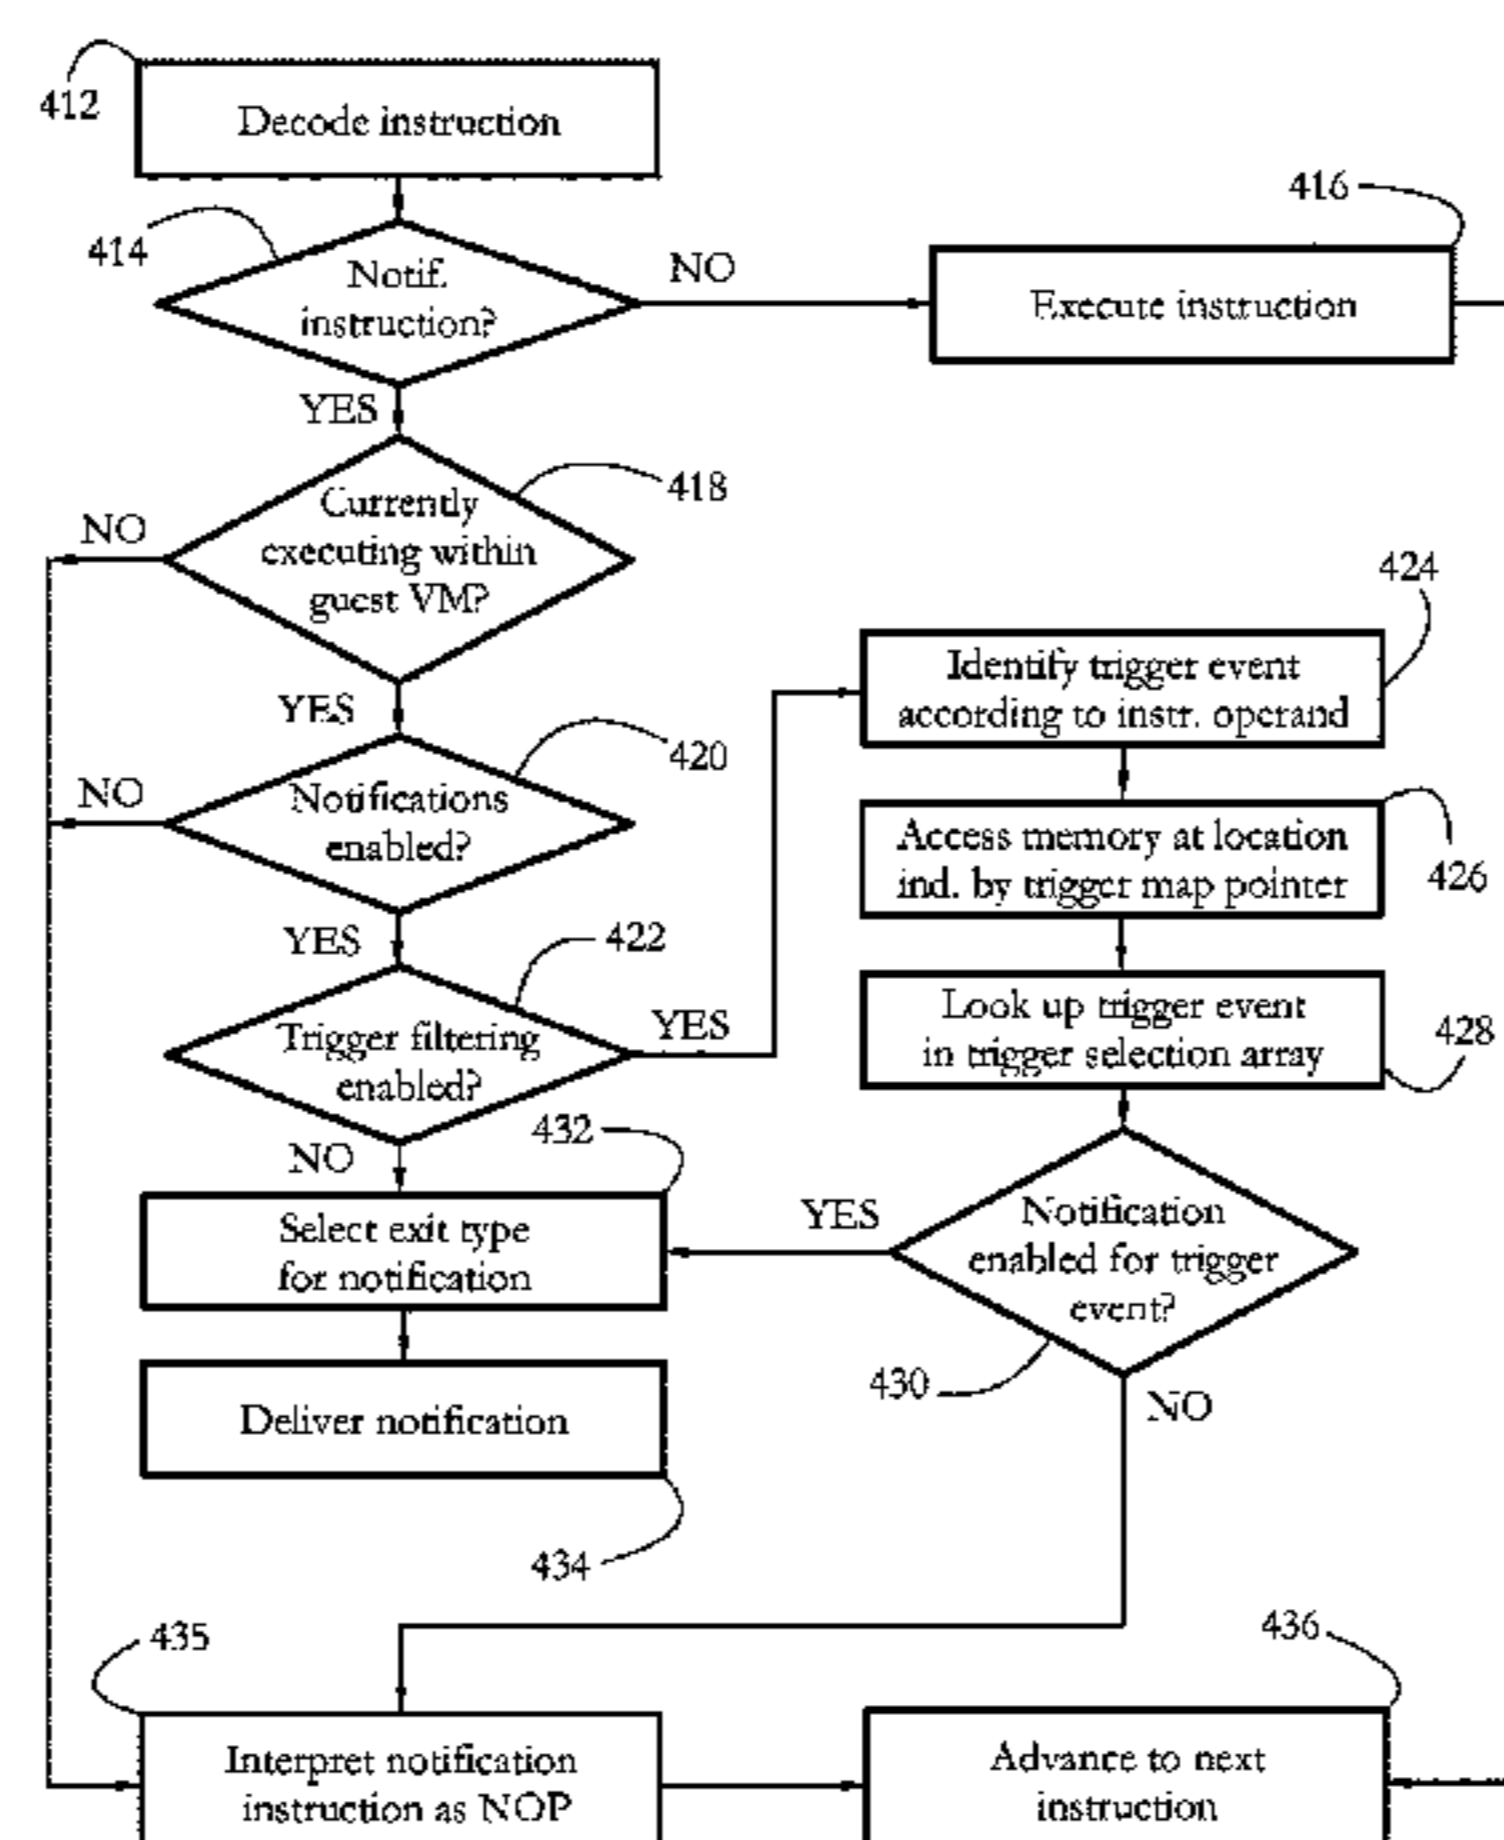 412
Decode instruction
416
414
Notif.
instruction?
NO
Execute instruction
YES
418
Currently
executing within
guest VM?
NO
424
Identify trigger event
according to instr. operand
YES
420
NO
Notifications
enabled?
Access memory at location
ind. by trigger map pointer
426
YES
422
Trigger filtering
enabled?
YES
Look up trigger event
in trigger selection array
428
432
NO
Select exit type
for notification
YES
Notification
enabled for trigger
event?
430
NO
Deliver notification
434
435
436
Interpret notification
instruction as NOP
Advance to next
instruction